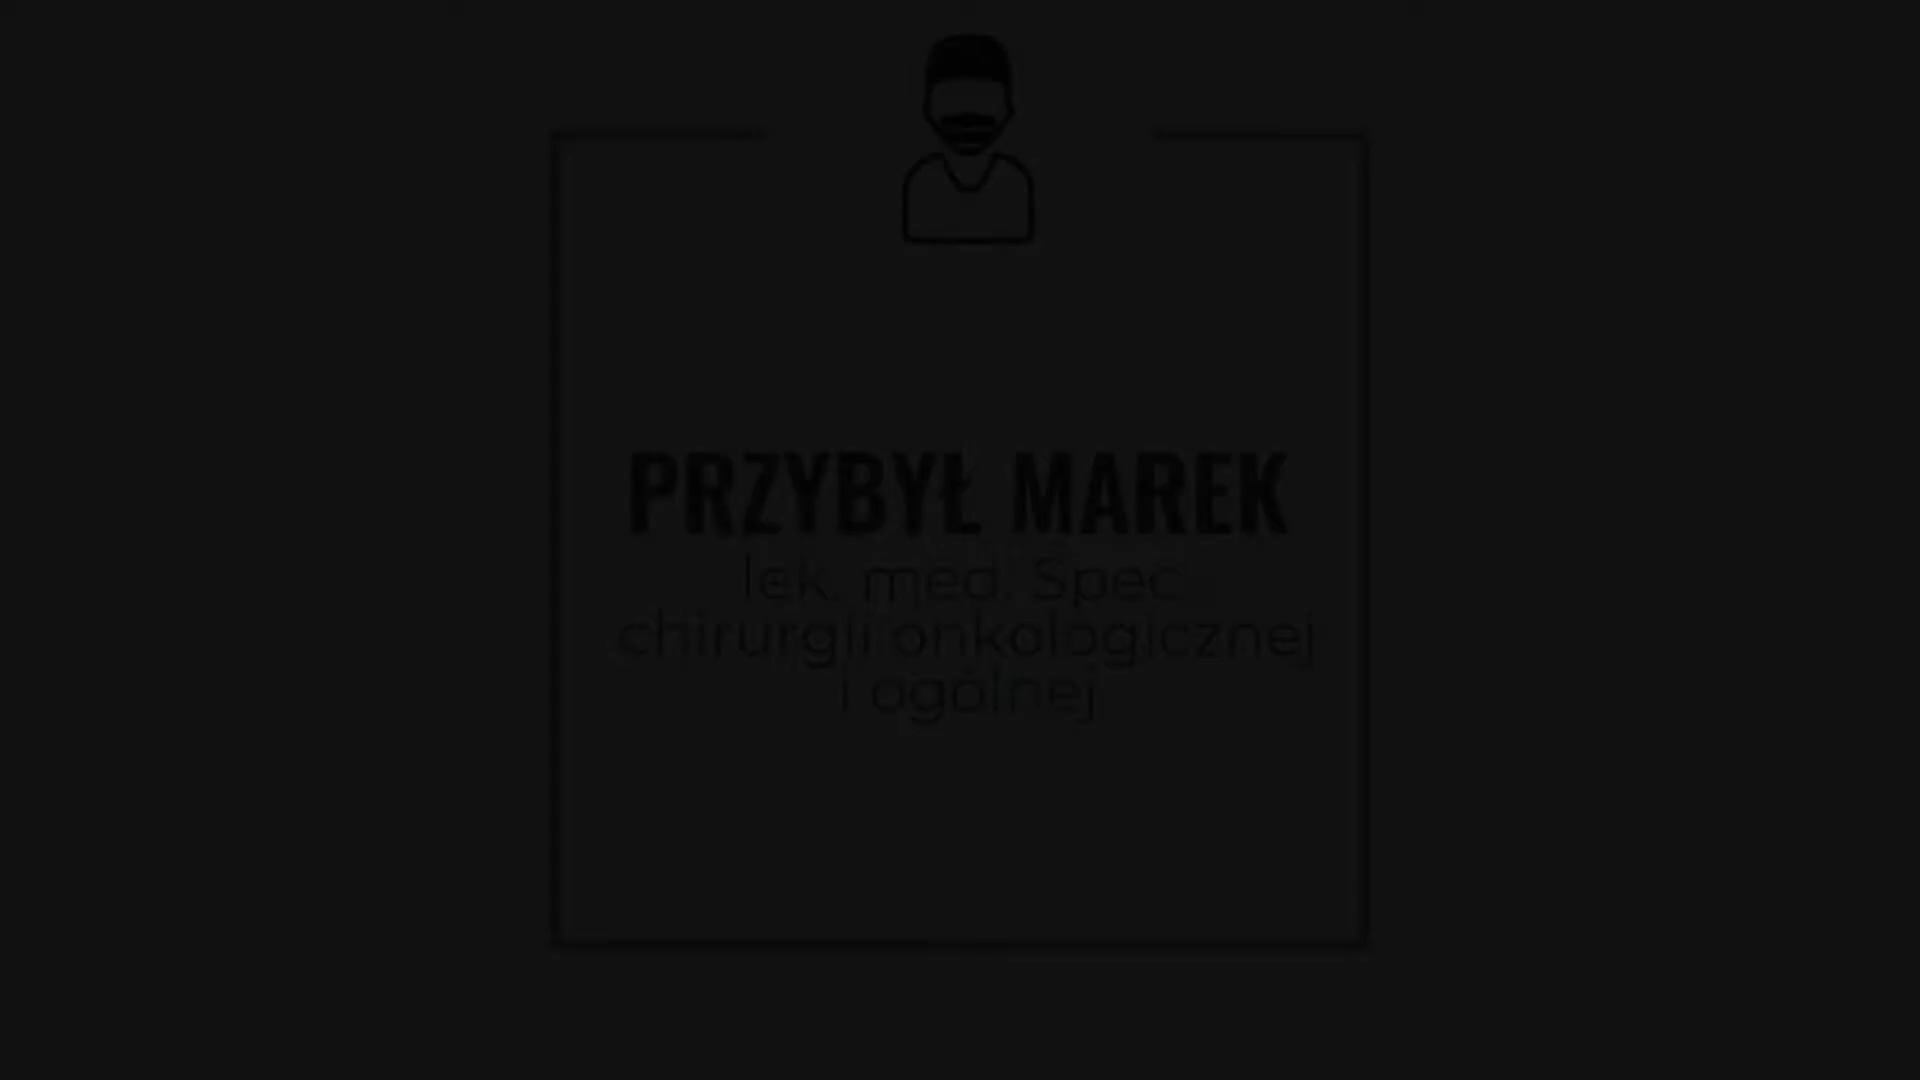 PRZYBYŁ MAREK
lek. med. Spec.
chirurgii onkologicznej
i ogólnej